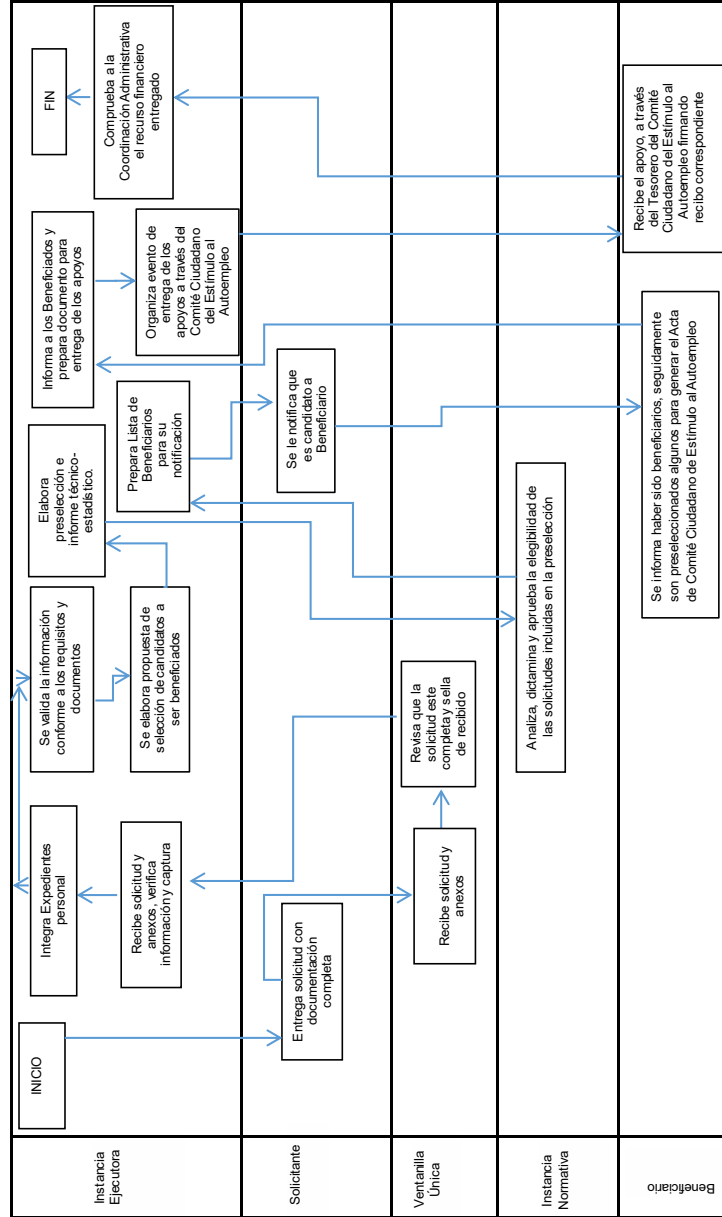 Instancia
Ejecutora
INICIO
Integra Expedientes
personal
Recibe solicitud y
anexos, verifica
información y captura
Se valida la información
conforme a los requisitos y
documentos
Se elabora propuesta de
selección de candidatos a
ser beneficiados
Elabora
preselección e
informe técnico-
estadístico.
Prepara Lista de
Beneficiarios
para su
notificación
Informa a los Beneficiados y
prepara documento para
entrega de los apoyos
Organiza evento de
entrega de los
apoyos a través del
Comité Ciudadano
del Estímulo al
Autoempleo
FIN
Comprueba a la
Coordinación Administrativa
el recurso financiero
entregado
Solicitante
Entrega solicitud con
documentación
completa
Se le notifica que
es candidato a
Beneficiario
Ventanilla
Única
Recibe solicitud y
anexos
Revisa que la
solicitud este
completa y sella
de recibido
Instancia
Normativa
Analiza, dictamina y aprueba la elegibilidad de
las solicitudes incluidas en la preselección
Beneficiario
Se informa haber sido beneficiarios, seguidamente
son preseleccionados algunos para generar el Acta
de Comité Ciudadano de Estímulo al Autoempleo
Recibe el apoyo, a través
del Tesorero del Comité
Ciudadano del Estímulo al
Autoempleo firmando
recibo correspondiente